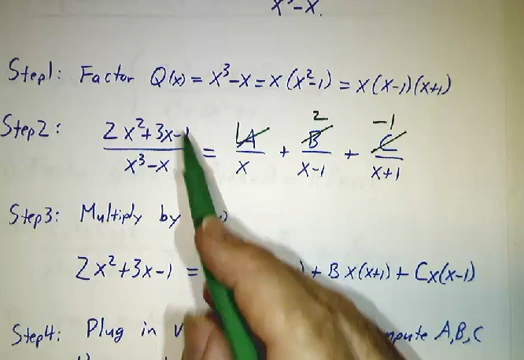 x³-x.
Step1: Factor Q(x) = x³-x = x(x²-1) = x(x-1)(x+1)
Step2: 2x²+3x-1 / x³-x = 1 A/x + 2 B/x-1 + -1 C/x+1
Step3: Multiply by
2x²+3x-1 = ) + Bx(x+1) + Cx(x-1)
Step4: Plug in A,B,C